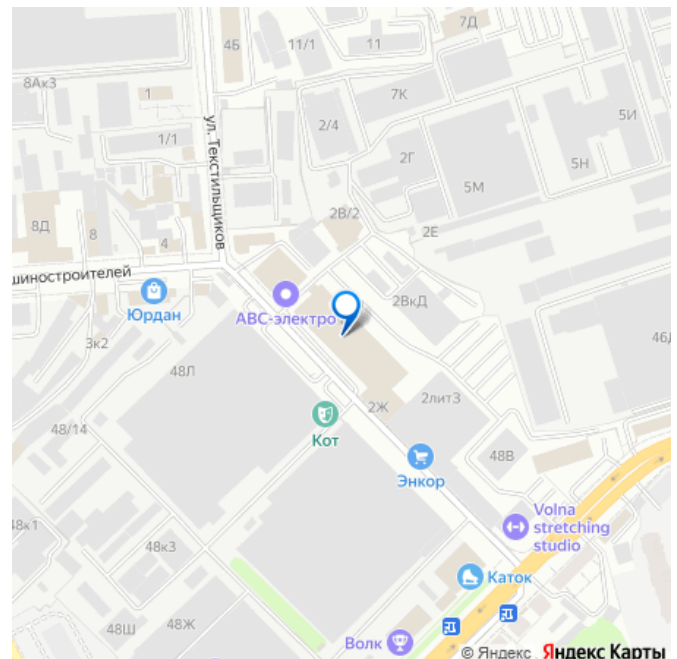 7Д
4Б
11/1
11
8Ак3
1
7К
5И
2/4
1/1
ул. Текстильщиков
2Г
5Н
5М
2В/2
8Д
8
4
2Е
шиностроителей
2ВкД
Юрдан
АВС-электро
3к2
46Д
48Л
2Ж
2лит3
48/14
Кот
48В
Энкор
Volna
stretching
studio
48к1
48к3
Каток
48Ш
48Ж
Волк
© Яндекс
Яндекс Карты